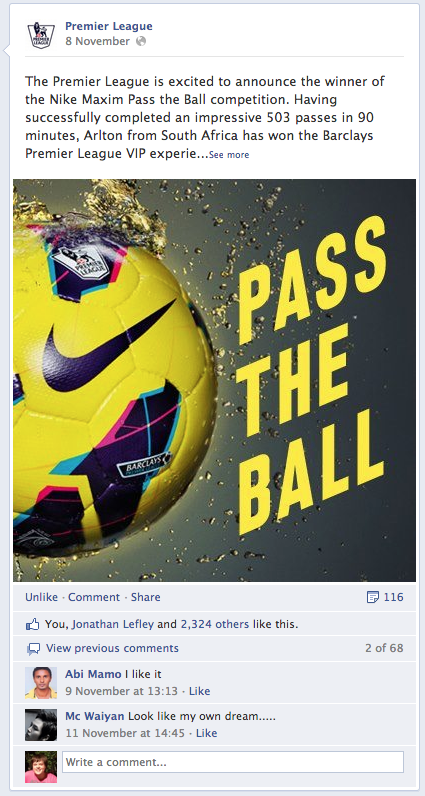 Premier League
8 November
The Premier League is excited to announce the winner of
the Nike Maxim Pass the Ball competition. Having
successfully completed an impressive 503 passes in 90
minutes, Arlton from South Africa has won the Barclays
Premier League VIP experie...See more
PREMIER
LEAGUE
BARCLAYS
PASS
THE
BALL
Unlike · Comment · Share
116
You, Jonathan Lefley and 2,324 others like this.
View previous comments
2 of 68
Abi Mamo I like it
9 November at 13:13 · Like
Mc Waiyan Look like my own dream.....
11 November at 14:45 · Like
Write a comment...